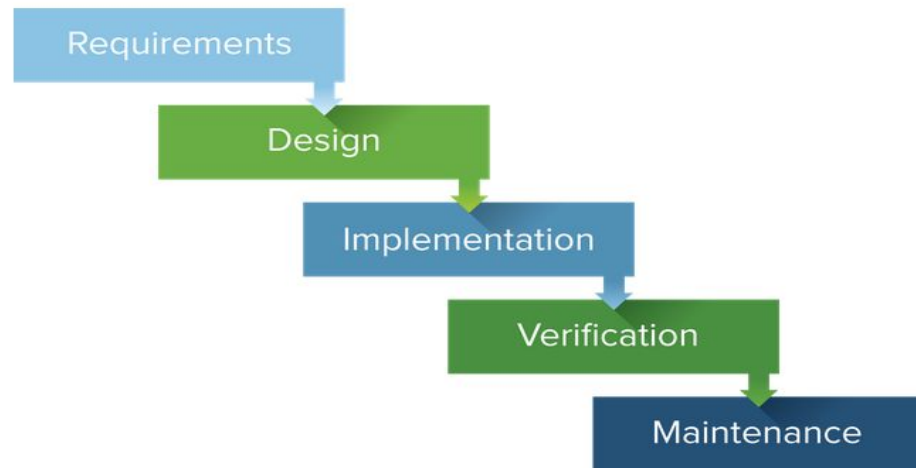 Requirements
Design
Implementation
Verification
Maintenance